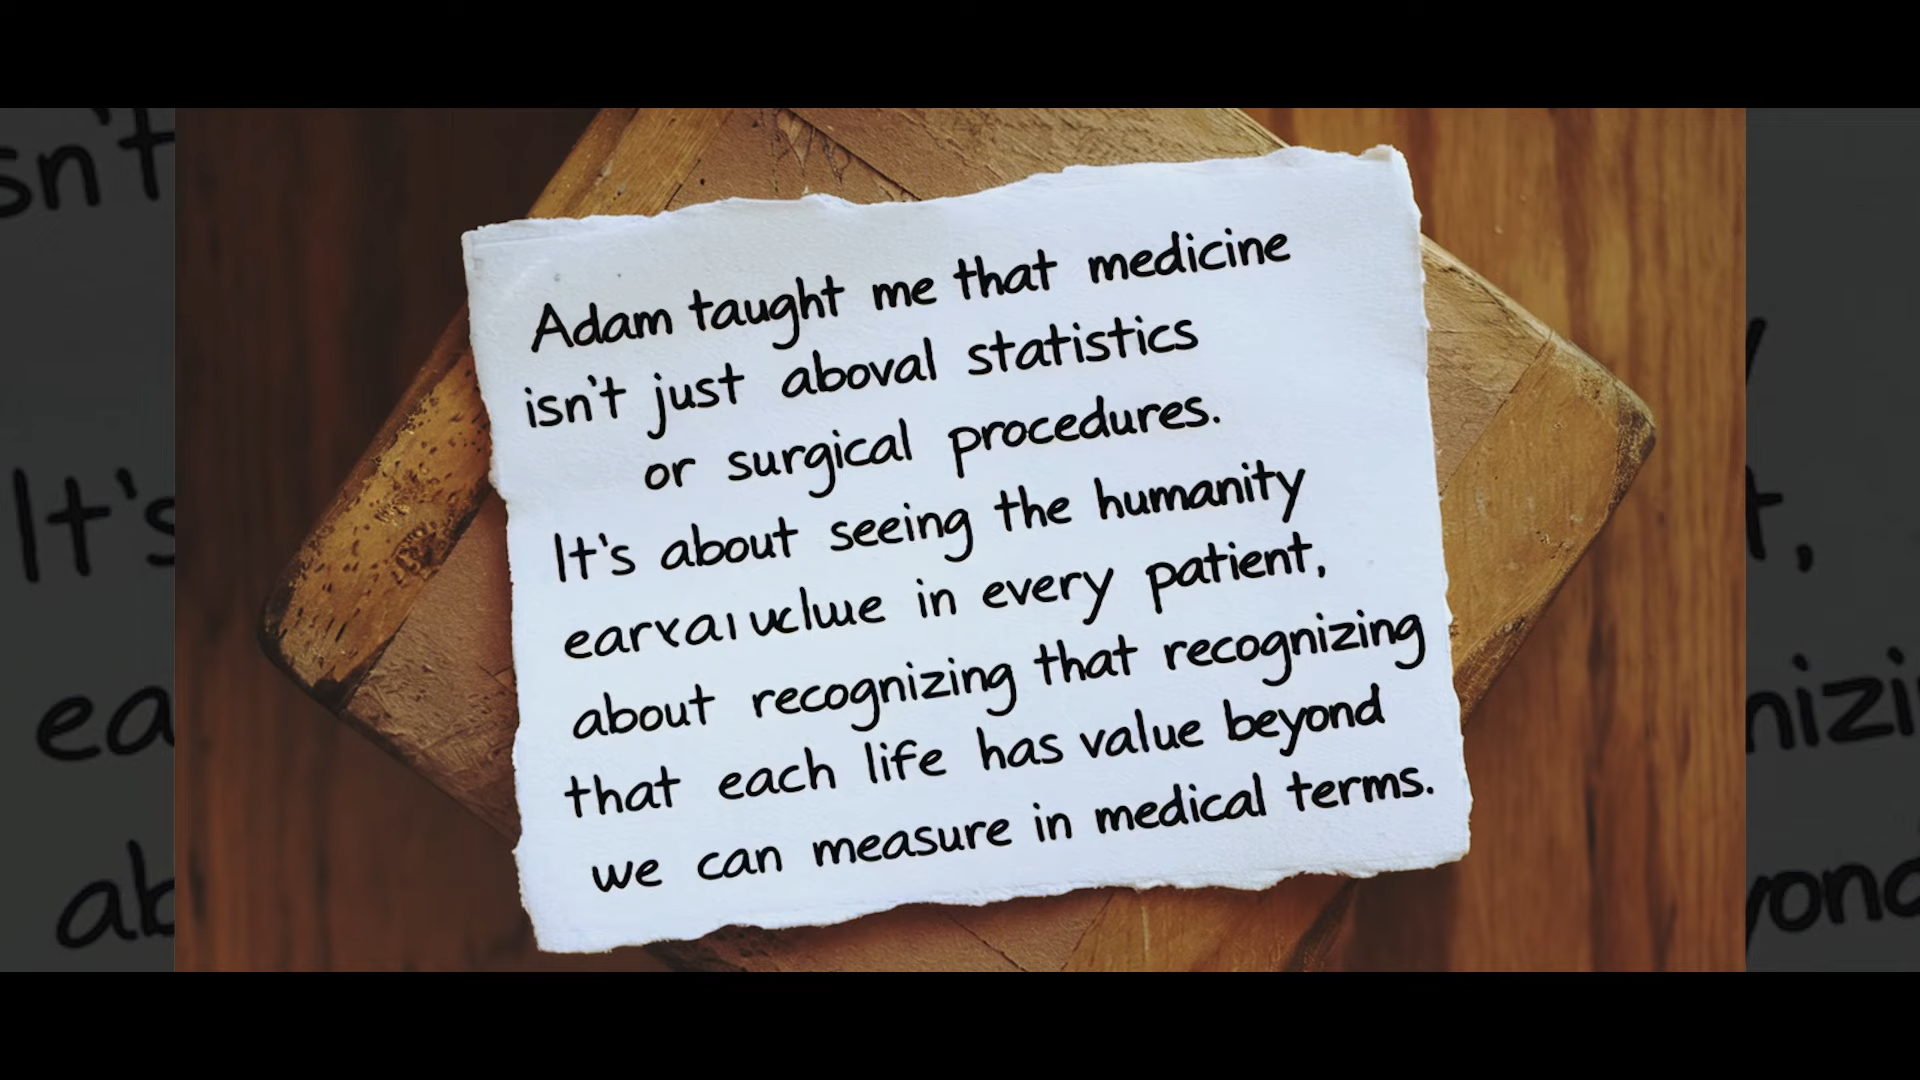 Adam taught me that medicine
isn't just aboval statistics
or surgical procedures.
It's about seeing the humanity
in every patient,
about recognizing that recognizing
that each life has value beyond
we can measure in medical terms.